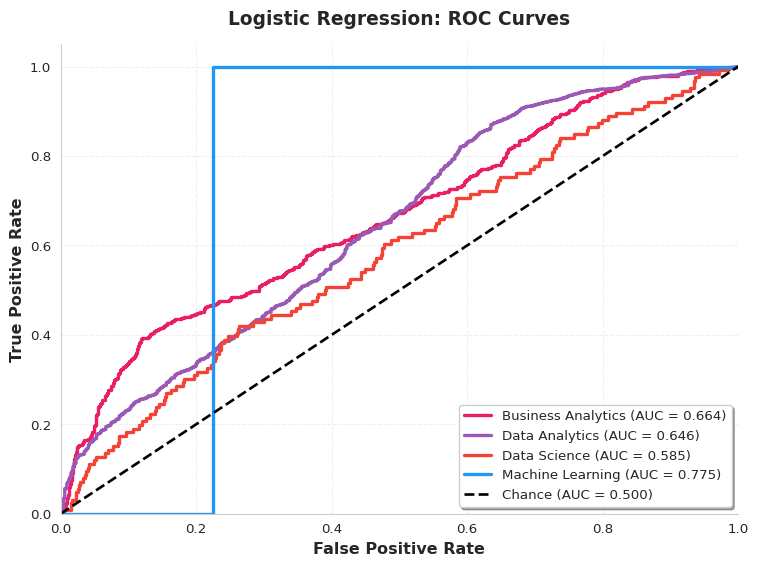 Logistic Regression: ROC Curves
True Positive Rate
1.0
0.8
0.6
0.4
0.2
0.0
0.0 0.2 0.4 0.6 0.8 1.0
False Positive Rate
Business Analytics (AUC = 0.664)
Data Analytics (AUC = 0.646)
Data Science (AUC = 0.585)
Machine Learning (AUC = 0.775)
Chance (AUC = 0.500)